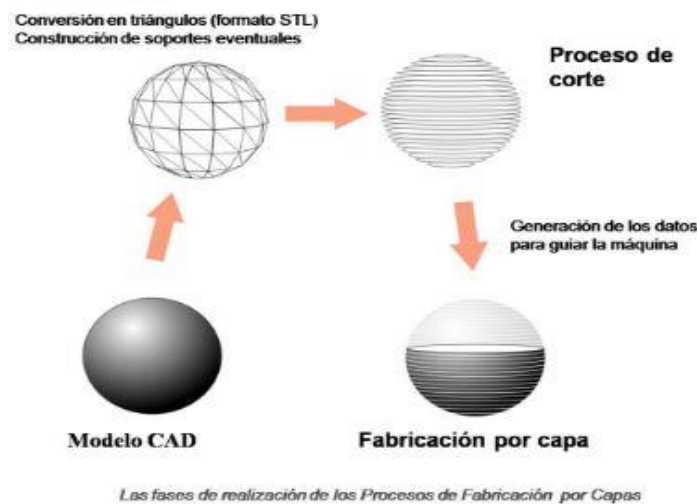 Conversión en triángulos (formato STL)
Construcción de soportes eventuales
Proceso de
corte
Generación de los datos
para guiar la máquina
Modelo CAD
Fabricación por capa
Las fases de realización de los Procesos de Fabricación por Capas